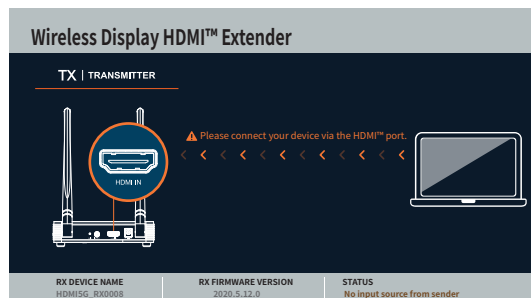 Wireless Display HDMI™ Extender
TX | TRANSMITTER
Please connect your device via the HDMI™ port.
HDMI IN
RX DEVICE NAME
HDMI5G_RX0008
RX FIRMWARE VERSION
2020.5.12.0
STATUS
No input source from sender